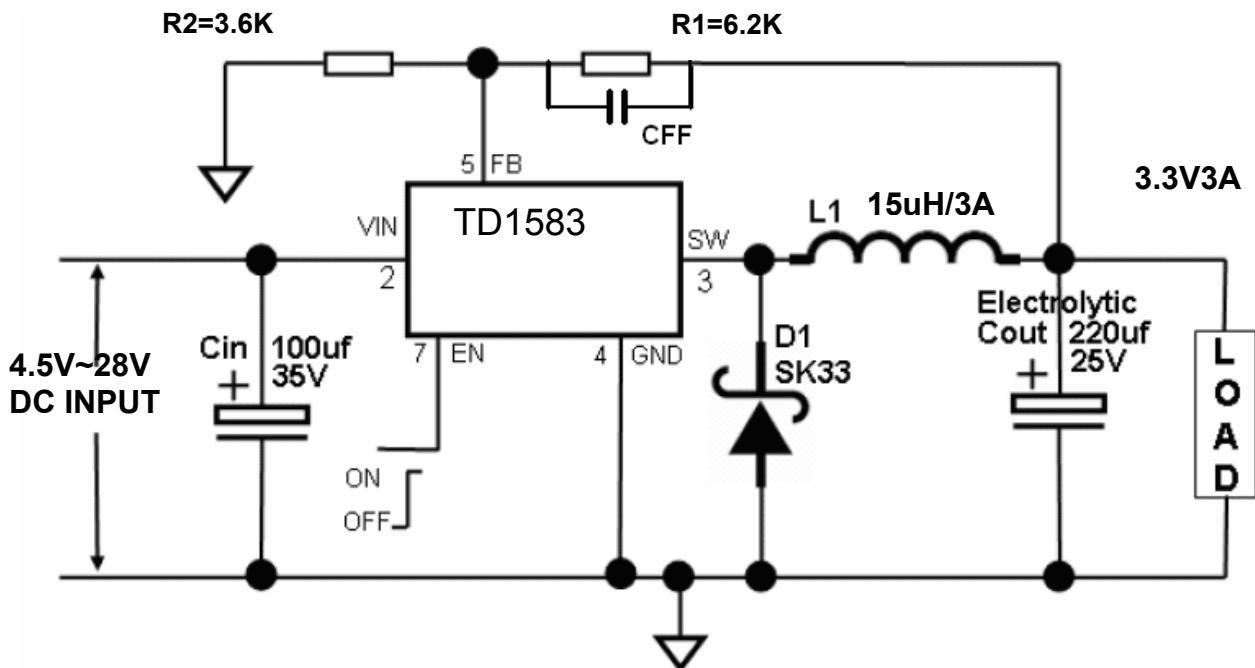 R2=3.6K
R1=6.2K
CFF
5 FB
3.3V3A
VIN
TD1583
SW
L1 15uH/3A
2
3
4.5V~28V
DC INPUT
Cin 100uf
+ 35V
7 EN
4 GND
D1
SK33
Electrolytic
Cout 220uf
+ 25V
L
O
A
D
ON
OFF